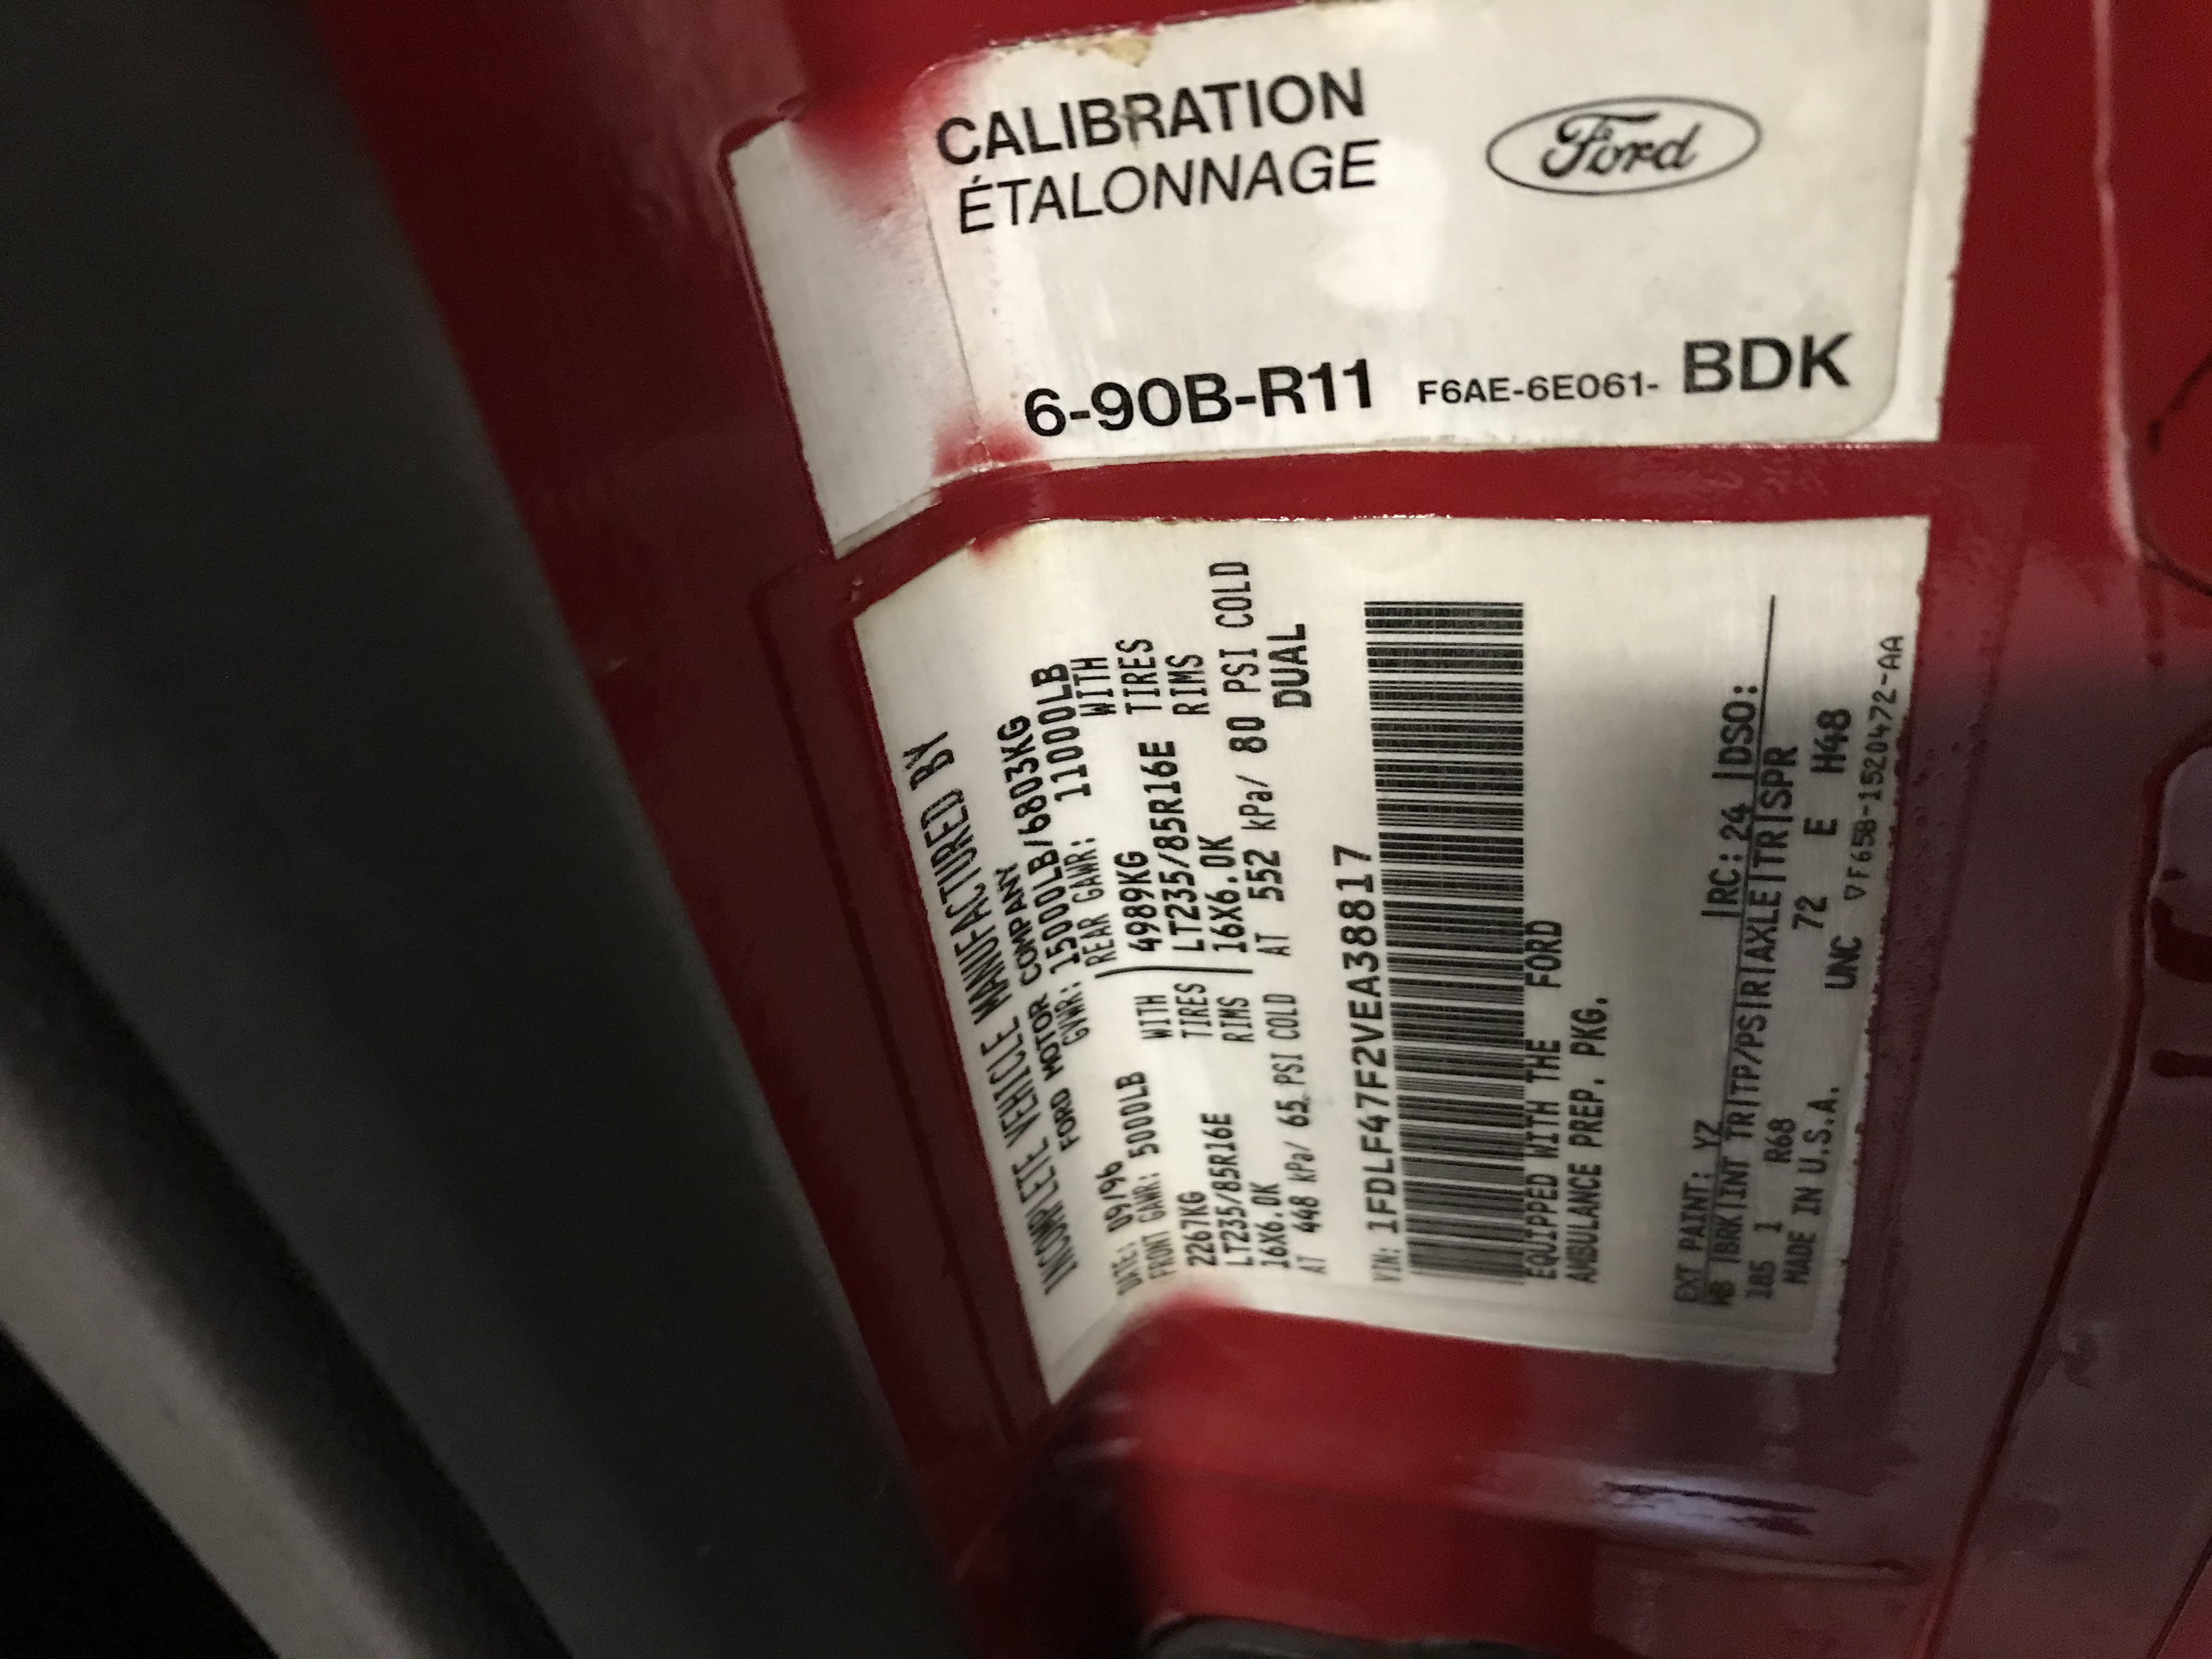 CALIBRATION
ÉTALONNAGE
Ford
6-90B-R11 F6AE-6E061- BDK
INCOMPLETE VEHICLE MANUFACTURED BY
FORD MOTOR COMPANY
DATE: 09/96 GVWR: 15000LB/6803KG
FRONT GAWR: 5000LB REAR GAWR: 11000LB
2267KG WITH 4989KG WITH
LT235/85R16E TIRES LT235/85R16E TIRES
16X6.0K RIMS 16X6.0K RIMS
AT 448 kPa/ 65 PSI COLD AT 552 kPa/ 80 PSI COLD
DUAL
VIN: 1FDLF47F2VEA38817
EQUIPPED WITH THE FORD
AMBULANCE PREP. PKG.
EXT PAINT: YZ RC: 24 DSO:
WB BRK INT TR TP/PS R AXLE TR SPR
185 1 R68 72 E H48
MADE IN U.S.A. UNC
▽F65B-1520472-AA